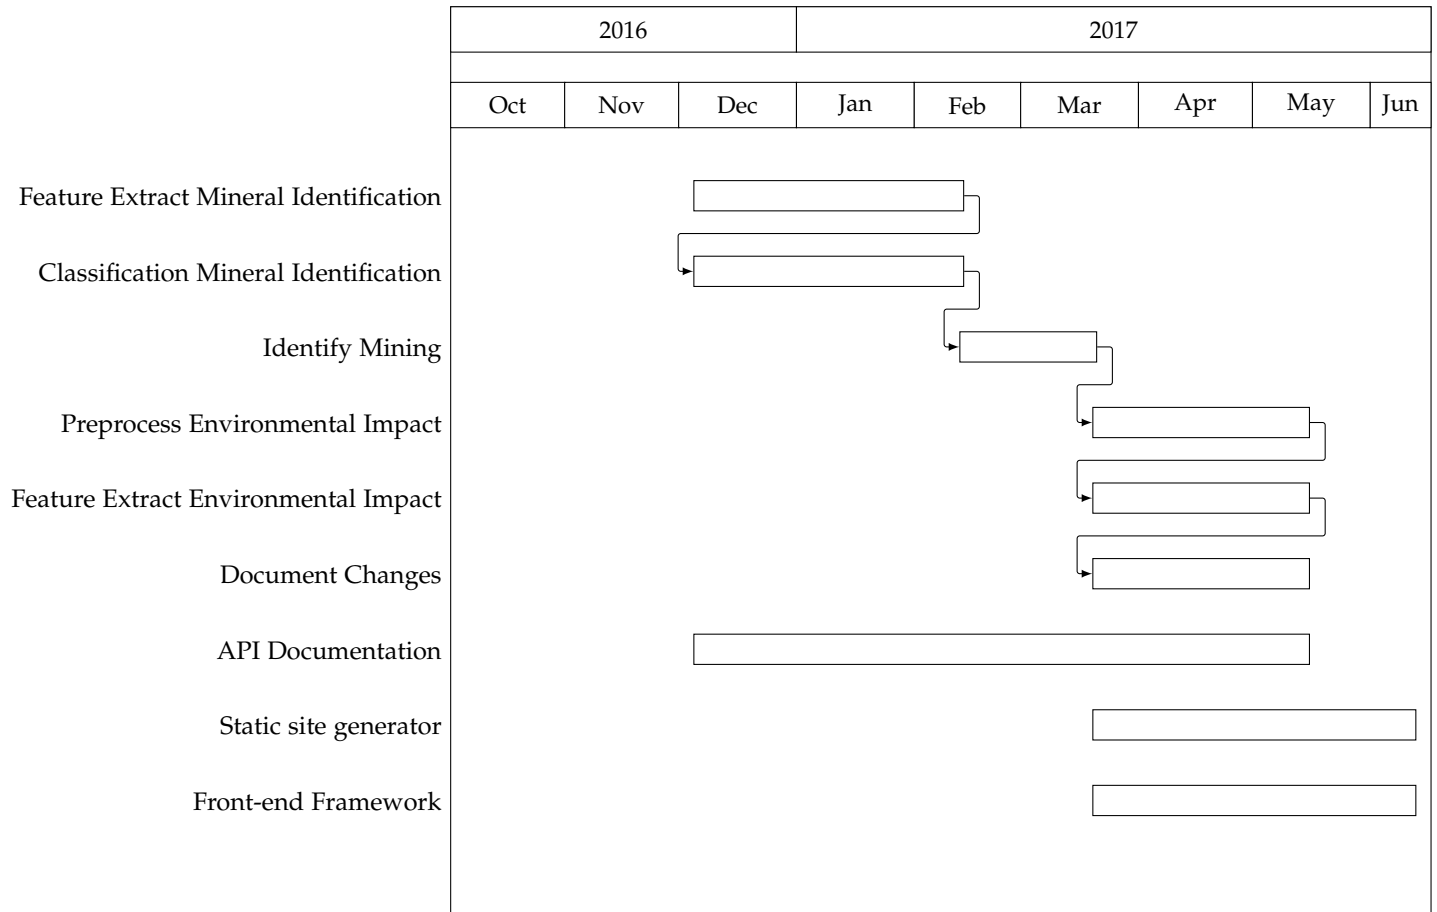 2016 2017
Oct Nov Dec Jan Feb Mar Apr May Jun
Feature Extract Mineral Identification
Classification Mineral Identification
Identify Mining
Preprocess Environmental Impact
Feature Extract Environmental Impact
Document Changes
API Documentation
Static site generator
Front-end Framework